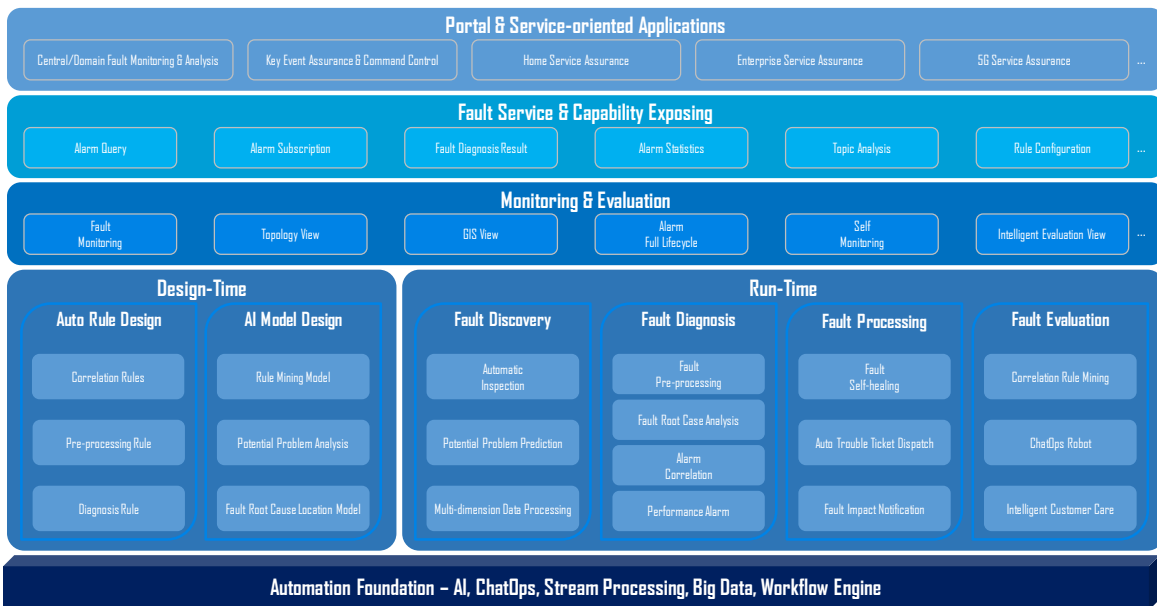 Portal & Service-oriented Applications
Central/Domain Fault Monitoring & Analysis
Key Event Assurance & Command Control
Home Service Assurance
Enterprise Service Assurance
5G Service Assurance
...
Fault Service & Capability Exposing
Alarm Query
Alarm Subscription
Fault Diagnosis Result
Alarm Statistics
Topic Analysis
Rule Configuration
...
Monitoring & Evaluation
Fault
Monitoring
Topology View
GIS View
Alarm
Full Lifecycle
Self
Monitoring
Intelligent Evaluation View
...
Design-Time
Auto Rule Design
Correlation Rules
Pre-processing Rule
Diagnosis Rule
AI Model Design
Rule Mining Model
Potential Problem Analysis
Fault Root Cause Location Model
Run-Time
Fault Discovery
Automatic
Inspection
Potential Problem Prediction
Multi-dimension Data Processing
Fault Diagnosis
Fault
Pre-processing
Fault Root Case Analysis
Alarm
Correlation
Performance Alarm
Fault Processing
Fault
Self-healing
Auto Trouble Ticket Dispatch
Fault Impact Notification
Fault Evaluation
Correlation Rule Mining
ChatOps Robot
Intelligent Customer Care
Automation Foundation – AI, ChatOps, Stream Processing, Big Data, Workflow Engine